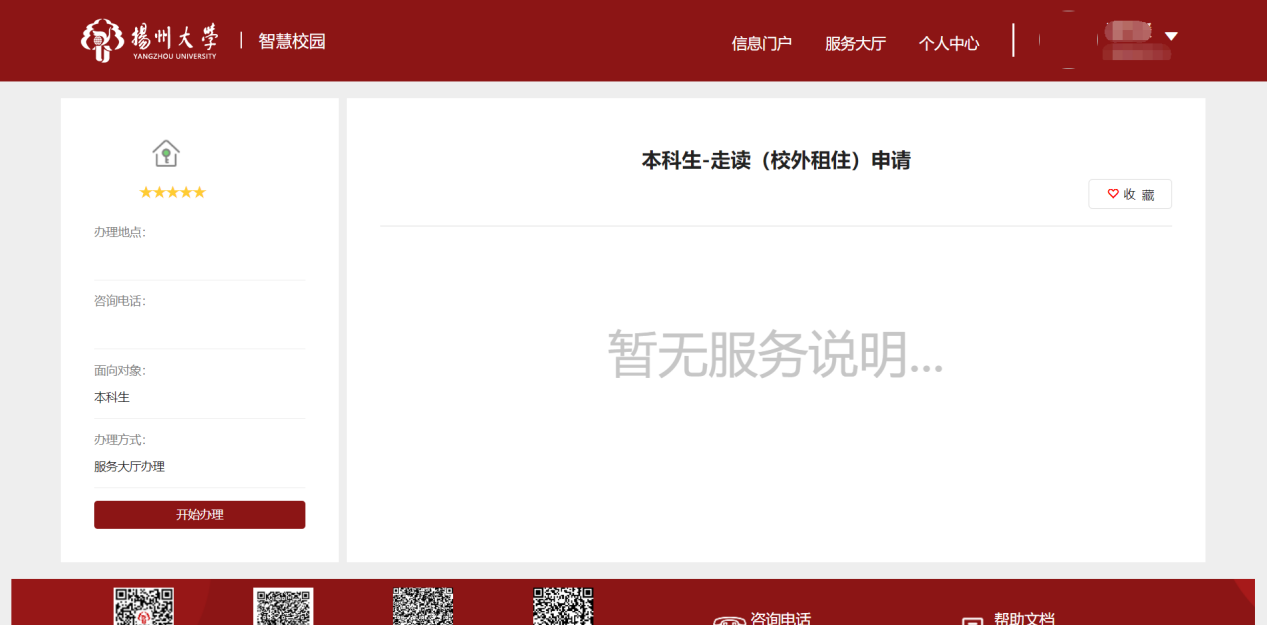 揚州大学
YANGZHOU UNIVERSITY
智慧校园
信息门户
服务大厅
个人中心
办理地点:
咨询电话:
面向对象:
本科生
办理方式:
服务大厅办理
开始办理
本科生-走读（校外租住）申请
收 藏
暂无服务说明...
咨询电话
帮助文档